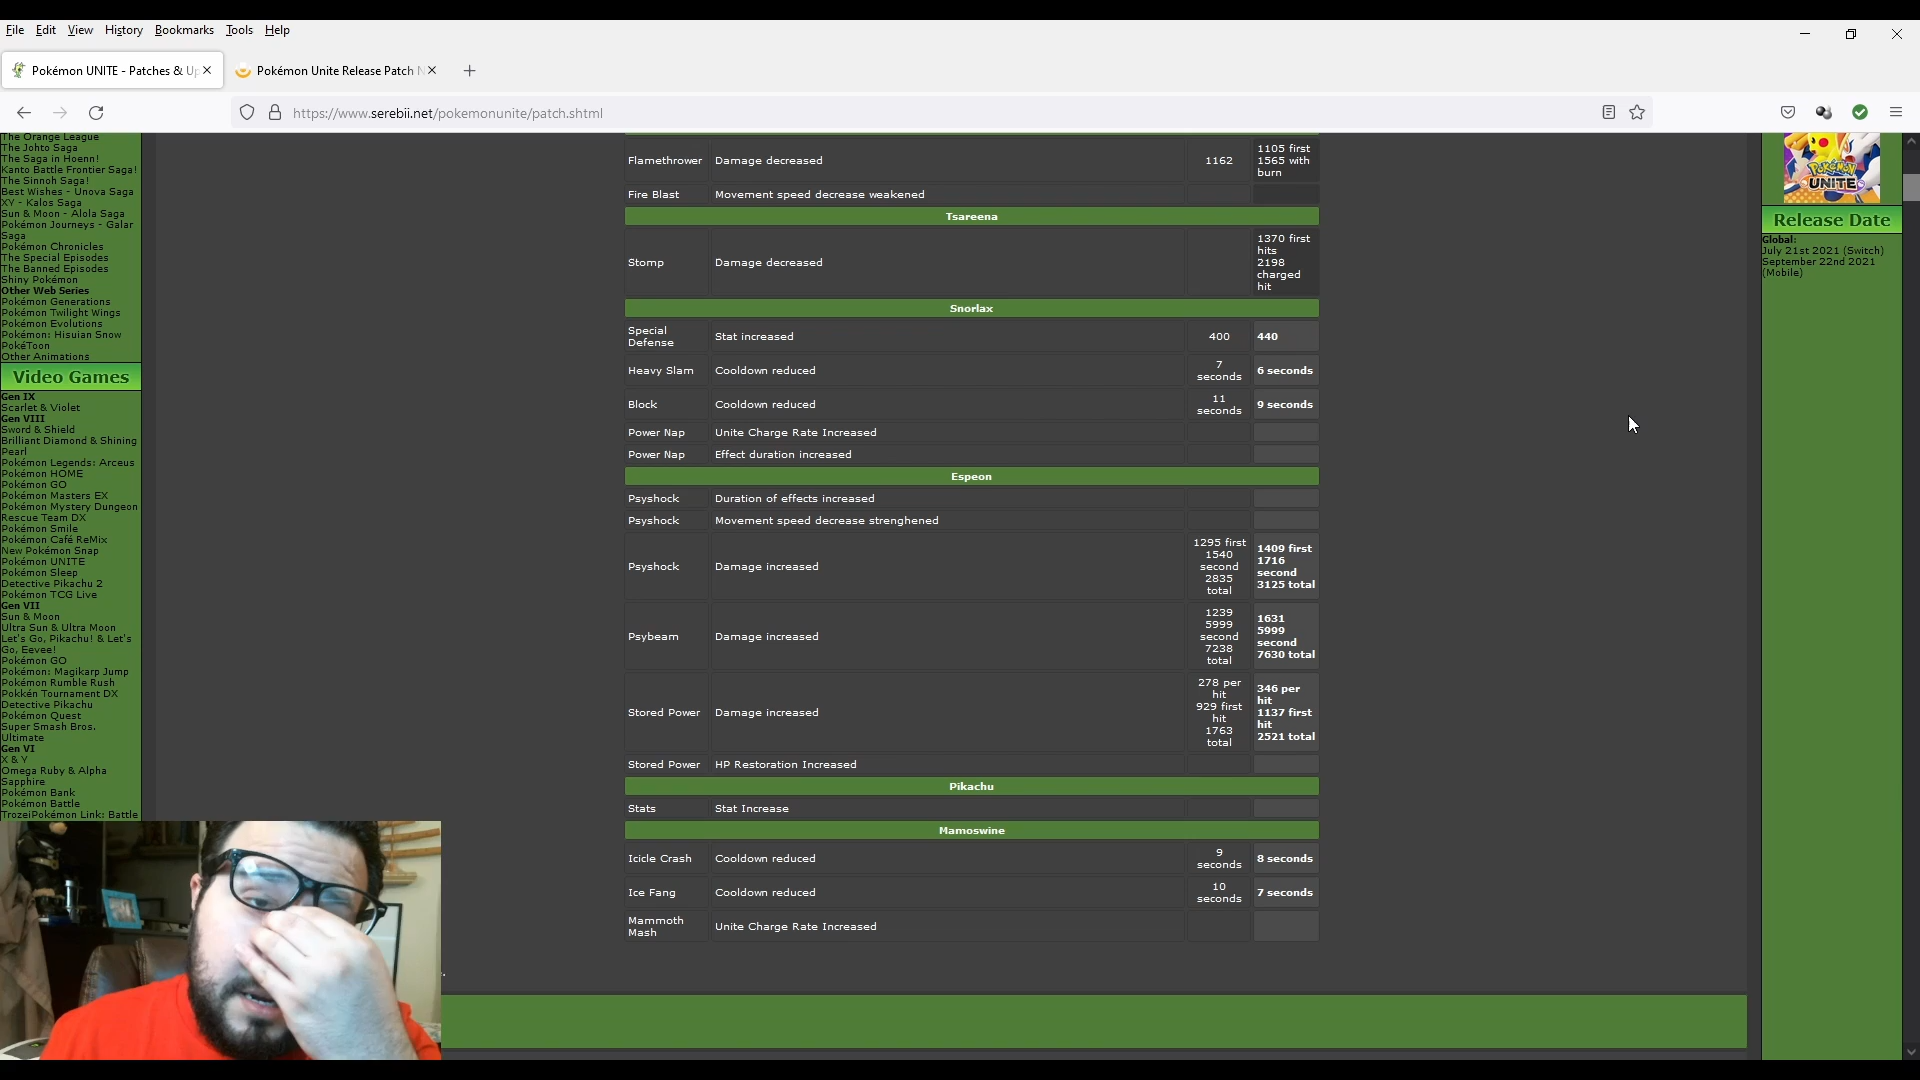 File Edit View History Bookmarks Tools Help
Pokémon UNITE - Patches & Up
Pokémon Unite Release Patch N
https://www.serebii.net/pokemonunite/patch.shtml
The Orange League
The Johto Saga
The Saga in Hoenn!
Kanto Battle Frontier Saga!
The Sinnoh Saga!
Best Wishes - Unova Saga
XY - Kalos Saga
Sun & Moon - Alola Saga
Pokémon Journeys - Galar
Saga
Pokémon Chronicles
The Special Episodes
The Banned Episodes
Shiny Pokémon
Other Web Series
Pokémon Generations
Pokémon Twilight Wings
Pokémon Evolutions
Pokémon: Hisuian Snow
PokéToon
Other Animations
Video Games
Gen IX
Scarlet & Violet
Gen VIII
Sword & Shield
Brilliant Diamond & Shining
Pearl
Pokémon Legends: Arceus
Pokémon HOME
Pokémon GO
Pokémon Masters EX
Pokémon Mystery Dungeon
Rescue Team DX
Pokémon Smile
Pokémon Café ReMix
New Pokémon Snap
Pokémon UNITE
Pokémon Sleep
Detective Pikachu 2
Pokémon TCG Live
Gen VII
Sun & Moon
Ultra Sun & Ultra Moon
Let's Go, Pikachu! & Let's
Go, Eevee!
Pokémon GO
Pokémon: Magikarp Jump
Pokémon Rumble Rush
Pokkén Tournament DX
Detective Pikachu
Pokémon Quest
Super Smash Bros.
Ultimate
Gen VI
X & Y
Omega Ruby & Alpha
Sapphire
Pokémon Bank
Pokémon Battle
TrozeiPokémon Link: Battle
Flamethrower Damage decreased 1162 1105 first
1565 with
burn
Fire Blast Movement speed decrease weakened
Tsareena
Stomp Damage decreased 1370 first
hits
2198
charged
hit
Snorlax
Special
Defense Stat increased 400 440
Heavy Slam Cooldown reduced 7
seconds 6 seconds
Block Cooldown reduced 11
seconds 9 seconds
Power Nap Unite Charge Rate Increased
Power Nap Effect duration increased
Espeon
Psyshock Duration of effects increased
Psyshock Movement speed decrease strenghened
Psyshock Damage increased
1295 first
1540
second
2835
total
1409 first
1716
second
3125 total
Psybeam Damage increased
1239
5999
second
7238
total
1631
5999
second
7630 total
Stored Power Damage increased
278 per
hit
929 first
hit
1763
total
346 per
hit
1137 first
hit
2521 total
Stored Power HP Restoration Increased
Pikachu
Stats Stat Increase
Mamoswine
Icicle Crash Cooldown reduced 9
seconds 8 seconds
Ice Fang Cooldown reduced 10
seconds 7 seconds
Mammoth
Mash Unite Charge Rate Increased
POKÉMON
UNITE
Release Date
Global:
July 21st 2021 (Switch)
September 22nd 2021
(Mobile)